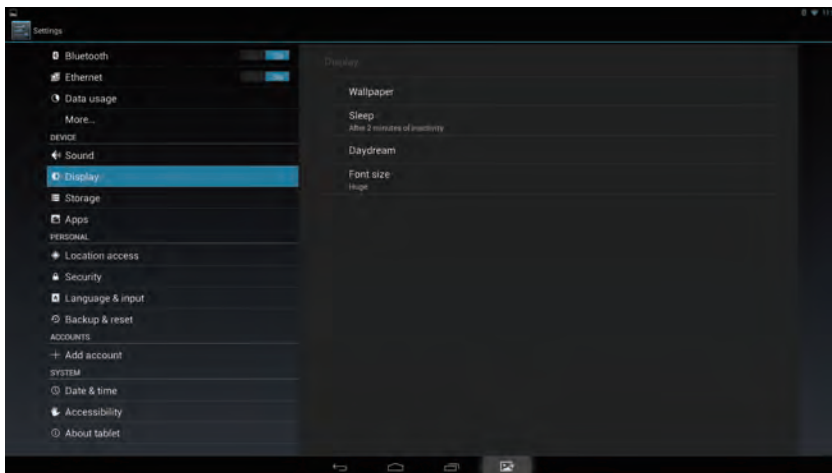 Settings
Bluetooth
Ethernet
Data usage
More...
DEVICE
Sound
Display
Storage
Apps
PERSONAL
Location access
Security
Language & input
Backup & reset
ACCOUNTS
Add account
SYSTEM
Date & time
Accessibility
About tablet
Display
Wallpaper
Sleep
After 2 minutes of inactivity
Daydream
Font size
Huge